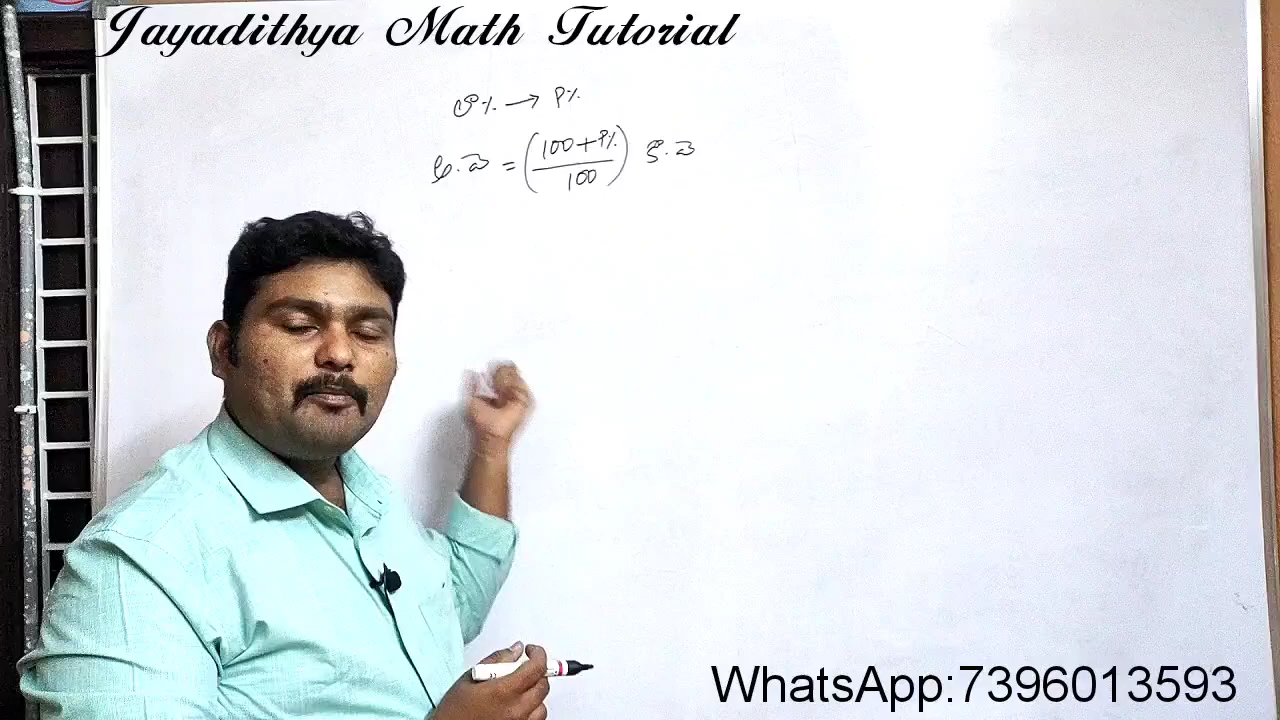 Jayadithya Math Tutorial
లా% → P%
అ.వె = (100+P% / 100) కొ.వె
WhatsApp:7396013593